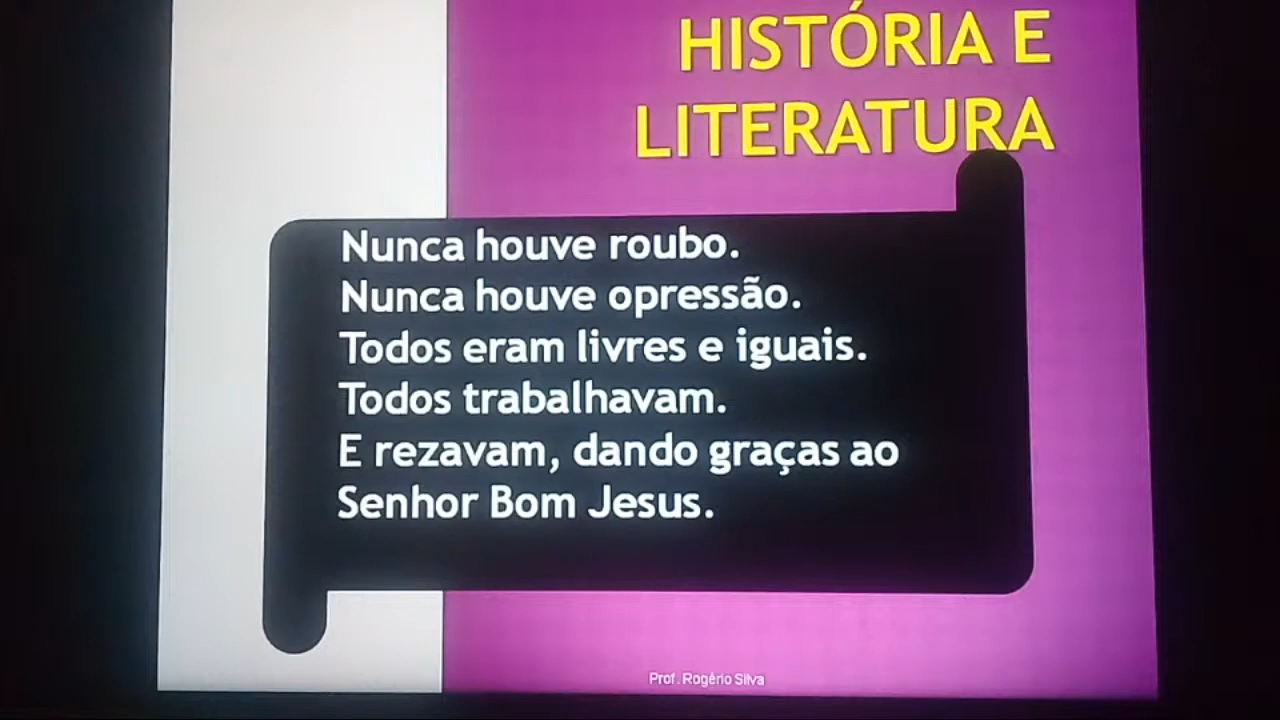 HISTÓRIA E
LITERATURA
Nunca houve roubo.
Nunca houve opressão.
Todos eram livres e iguais.
Todos trabalhavam.
E rezavam, dando graças ao
Senhor Bom Jesus.
Prof. Rogério Silva